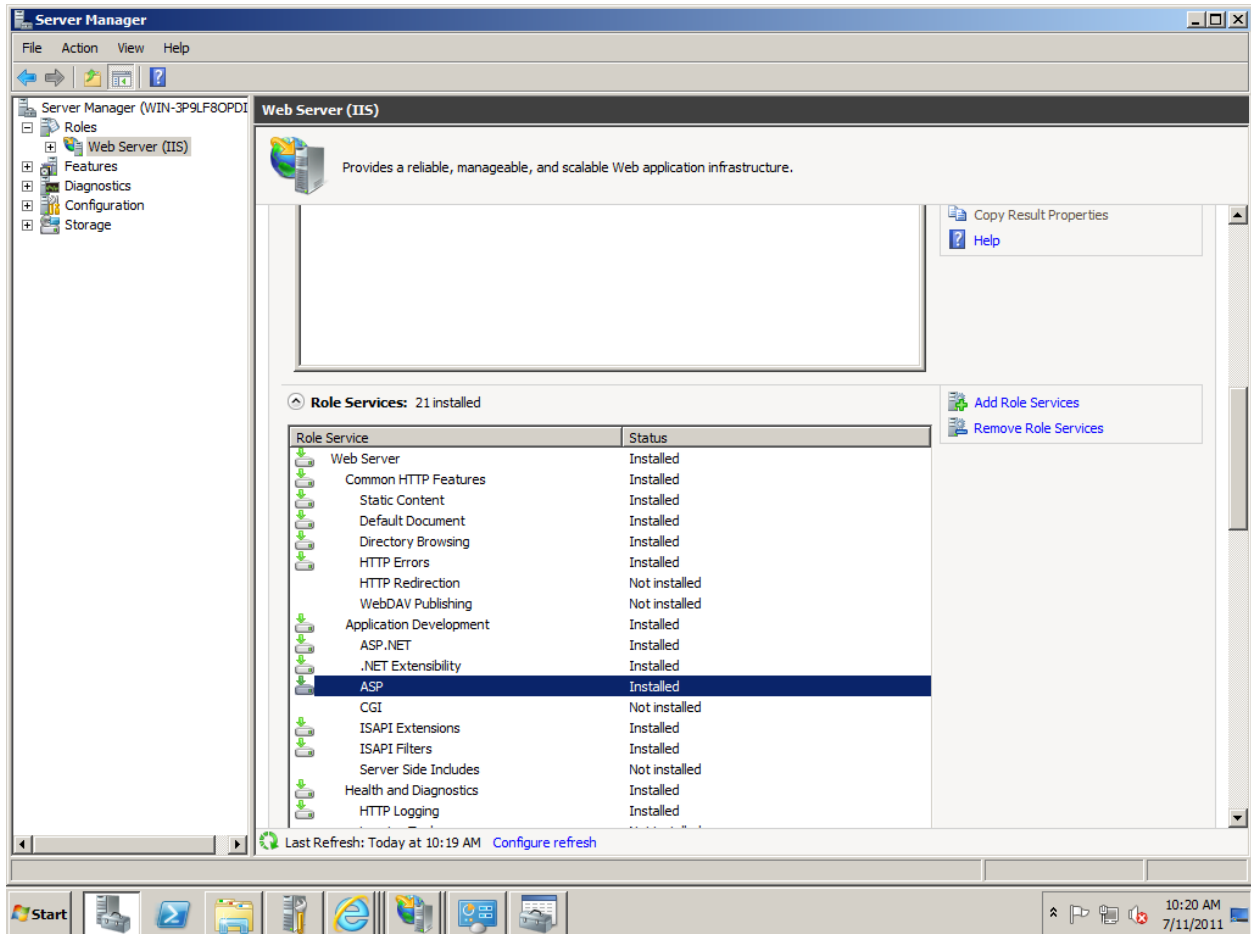 Server Manager
File Action View Help
Server Manager (WIN-3P9LF8OPDI
Roles
Web Server (IIS)
Features
Diagnostics
Configuration
Storage
Web Server (IIS)
Provides a reliable, manageable, and scalable Web application infrastructure.
Copy Result Properties
Help
Role Services: 21 installed
Add Role Services
Remove Role Services
Role Service Status
Web Server Installed
Common HTTP Features Installed
Static Content Installed
Default Document Installed
Directory Browsing Installed
HTTP Errors Installed
HTTP Redirection Not installed
WebDAV Publishing Not installed
Application Development Installed
ASP.NET Installed
.NET Extensibility Installed
ASP Installed
CGI Not installed
ISAPI Extensions Installed
ISAPI Filters Installed
Server Side Includes Not installed
Health and Diagnostics Installed
HTTP Logging Installed
Last Refresh: Today at 10:19 AM Configure refresh
Start
10:20 AM
7/11/2011